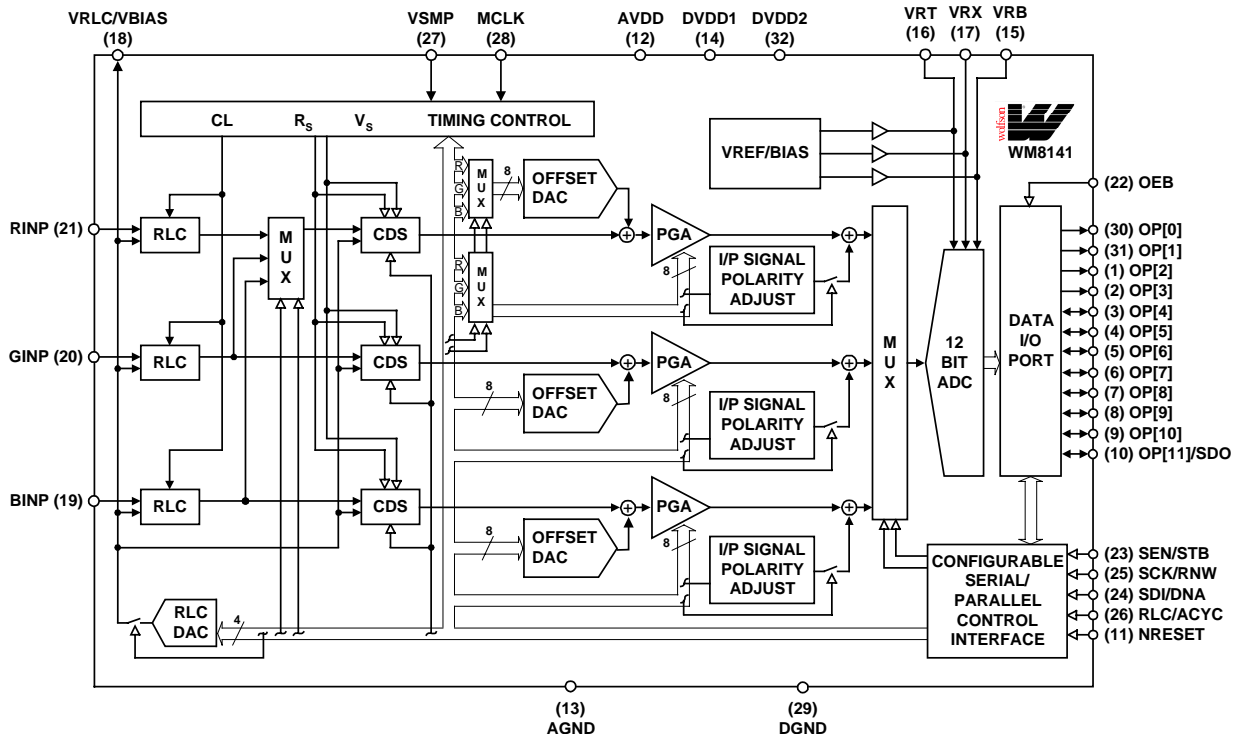 VRLC/VBIAS
(18)
VSMP
(27)
MCLK
(28)
AVDD
(12)
DVDD1
(14)
DVDD2
(32)
VRT
(16)
VRX
(17)
VRB
(15)
CL
RS
VS
TIMING CONTROL
VREF/BIAS
wolfson
WM8141
R
G
B
MUX
8
OFFSET
DAC
(22) OEB
RINP (21)
RLC
MUX
CDS
+
PGA
8
I/P SIGNAL
POLARITY
ADJUST
+
R
G
B
MUX
MUX
12
BIT
ADC
DATA
I/O
PORT
(30) OP[0]
(31) OP[1]
(1) OP[2]
(2) OP[3]
(3) OP[4]
(4) OP[5]
(5) OP[6]
(6) OP[7]
(7) OP[8]
(8) OP[9]
(9) OP[10]
(10) OP[11]/SDO
GINP (20)
RLC
CDS
+
PGA
+
8
OFFSET
DAC
8
I/P SIGNAL
POLARITY
ADJUST
BINP (19)
RLC
CDS
+
PGA
+
8
OFFSET
DAC
8
I/P SIGNAL
POLARITY
ADJUST
CONFIGURABLE
SERIAL/
PARALLEL
CONTROL
INTERFACE
(23) SEN/STB
(25) SCK/RNW
(24) SDI/DNA
(26) RLC/ACYC
(11) NRESET
RLC
DAC
4
(13)
AGND
(29)
DGND